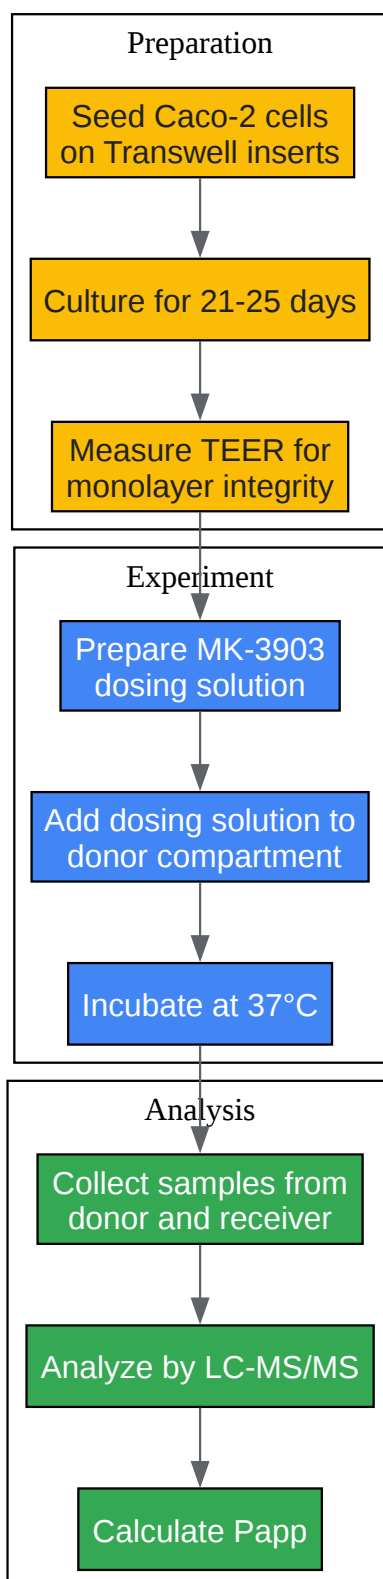 Preparation
Seed Caco-2 cells
on Transwell inserts
Culture for 21-25 days
Measure TEER for
monolayer integrity
Experiment
Prepare MK-3903
dosing solution
Add dosing solution to
donor compartment
Incubate at 37°C
Analysis
Collect samples from
donor and receiver
Analyze by LC-MS/MS
Calculate Papp